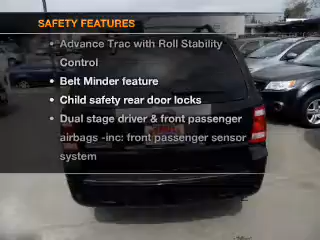 SAFETY FEATURES
• Advance Trac with Roll Stability
Control
• Belt Minder feature
• Child safety rear door locks
• Dual stage driver & front passenger
airbags -inc: front passenger sensor
system